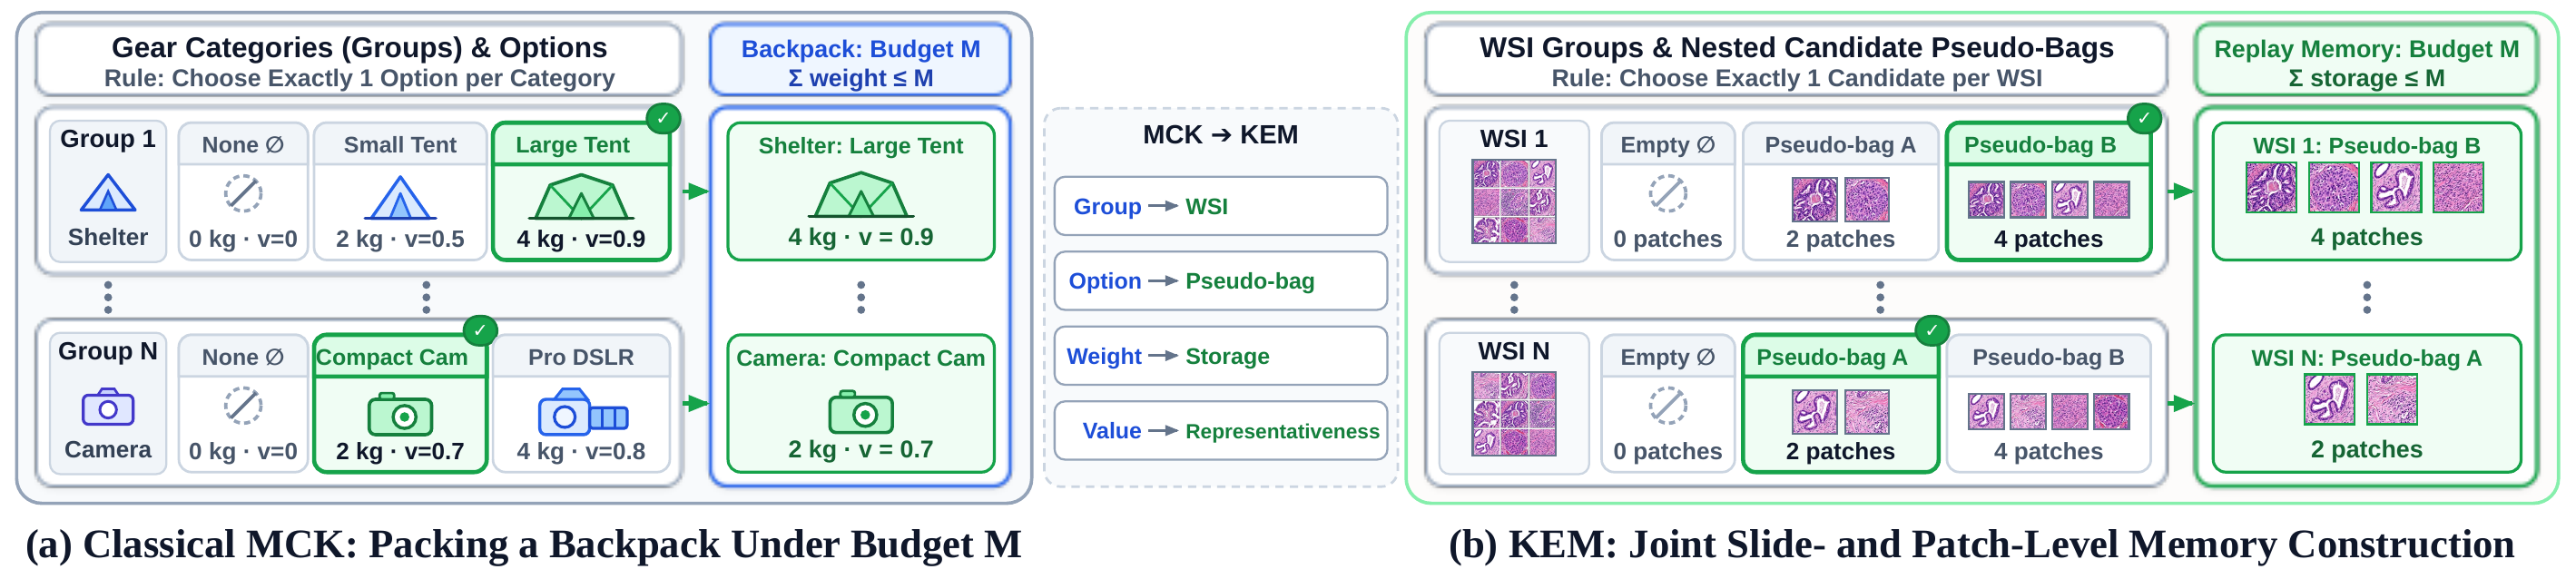 Gear Categories (Groups) & Options
Rule: Choose Exactly 1 Option per Category
Backpack: Budget M
Σ weight ≤ M
Group 1
Shelter
None ∅
0 kg · v=0
Small Tent
2 kg · v=0.5
Large Tent
✓
4 kg · v=0.9
Shelter: Large Tent
4 kg · v = 0.9
Group N
Camera
None ∅
0 kg · v=0
Compact Cam
✓
2 kg · v=0.7
Pro DSLR
4 kg · v=0.8
Camera: Compact Cam
2 kg · v = 0.7
(a) Classical MCK: Packing a Backpack Under Budget M
MCK ➔ KEM
Group → WSI
Option → Pseudo-bag
Weight → Storage
Value → Representativeness
WSI Groups & Nested Candidate Pseudo-Bags
Rule: Choose Exactly 1 Candidate per WSI
Replay Memory: Budget M
Σ storage ≤ M
WSI 1
Empty ∅
0 patches
Pseudo-bag A
2 patches
Pseudo-bag B
✓
4 patches
WSI 1: Pseudo-bag B
4 patches
WSI N
Empty ∅
0 patches
Pseudo-bag A
✓
2 patches
Pseudo-bag B
4 patches
WSI N: Pseudo-bag A
2 patches
(b) KEM: Joint Slide- and Patch-Level Memory Construction